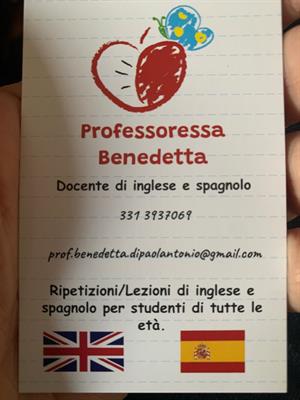 Professoressa
Benedetta
Docente di inglese e spagnolo
331 3937069
prof.benedetta.dipaolantonio@gmail.com
Ripetizioni/Lezioni di inglese e
spagnolo per studenti di tutte le
età.